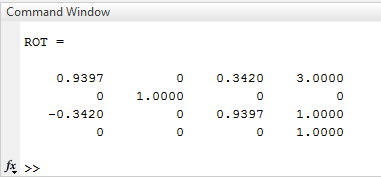 Command Window
ROT =
0.9397 0 0.3420 3.0000
0 1.0000 0 0
-0.3420 0 0.9397 1.0000
0 0 0 1.0000
fx >>